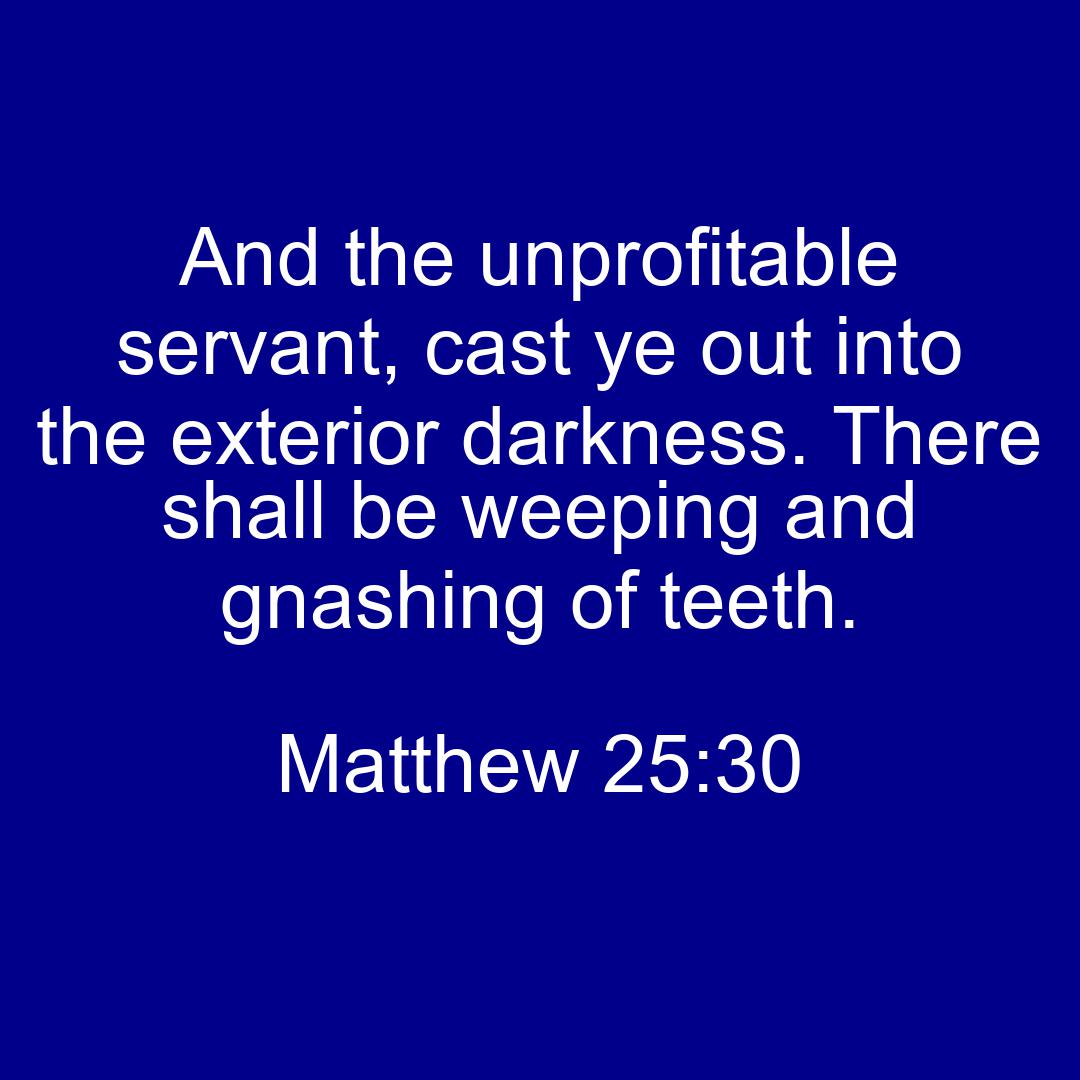 And the unprofitable
servant, cast ye out into
the exterior darkness. There
shall be weeping and
gnashing of teeth.
Matthew 25:30